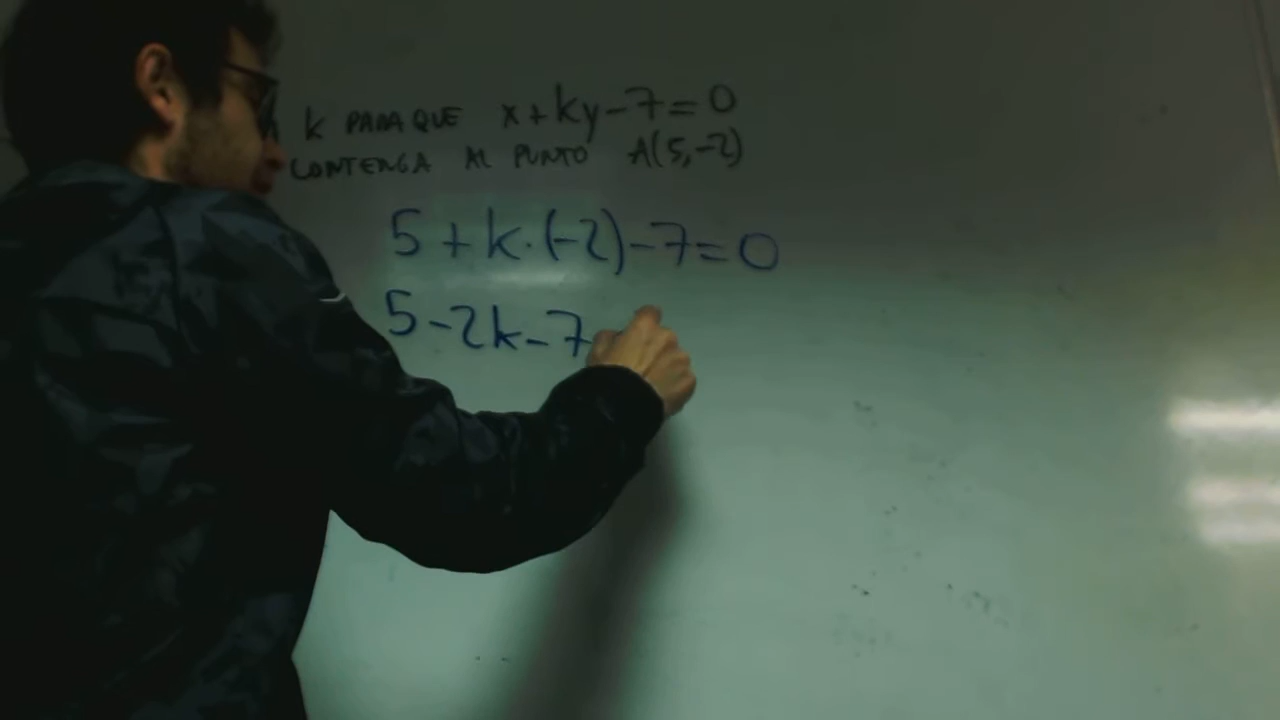 k PARA QUE x+ky-7=0
CONTENGA AL PUNTO A(5,-2)
5+k·(-2)-7=0
5-2k-7